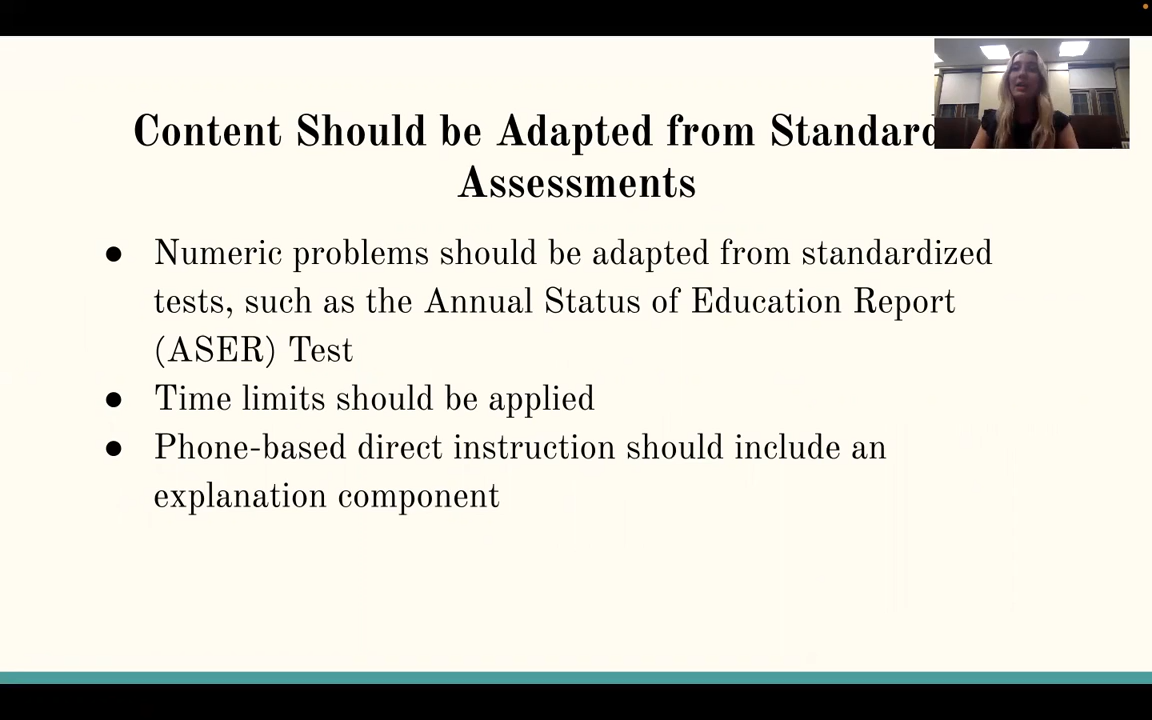 Content Should be Adapted from Standard
Assessments
● Numeric problems should be adapted from standardized
tests, such as the Annual Status of Education Report
(ASER) Test
● Time limits should be applied
● Phone-based direct instruction should include an
explanation component